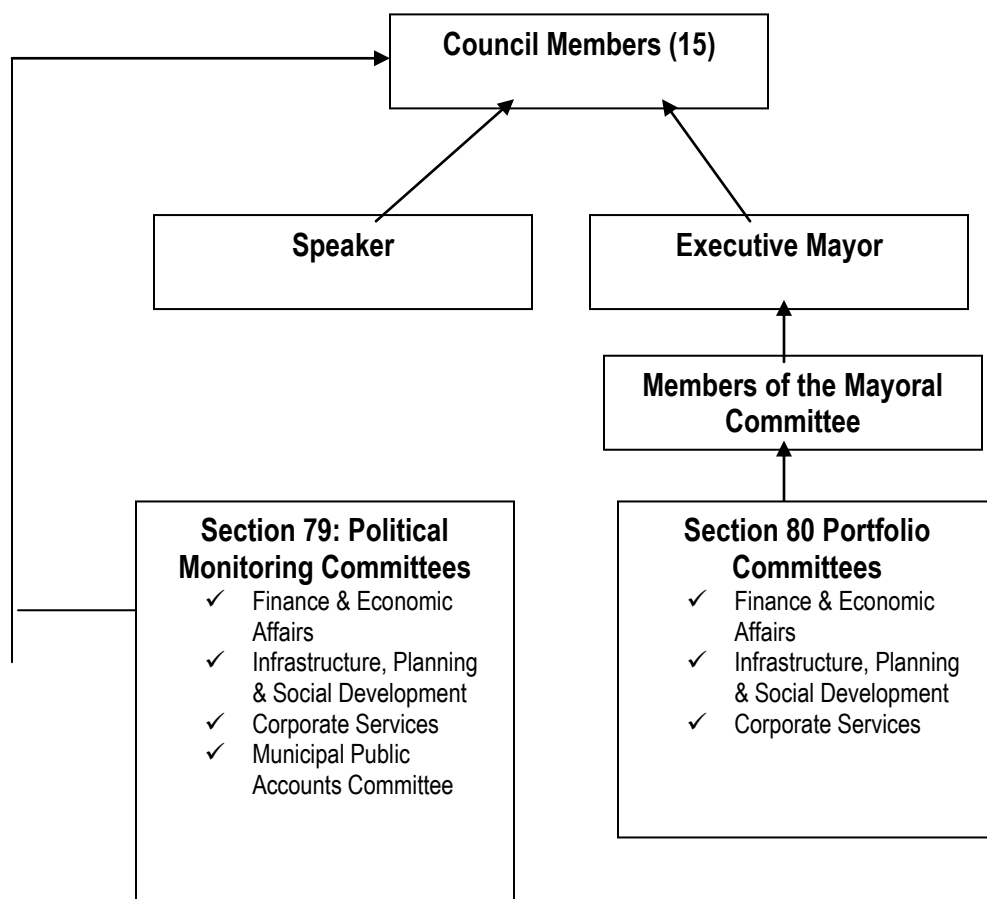 Council Members (15)
Speaker
Executive Mayor
Members of the Mayoral
Committee
Section 79: Political
Monitoring Committees
✓ Finance & Economic
Affairs
✓ Infrastructure, Planning
& Social Development
✓ Corporate Services
✓ Municipal Public
Accounts Committee
Section 80 Portfolio
Committees
✓ Finance & Economic
Affairs
✓ Infrastructure, Planning
& Social Development
✓ Corporate Services